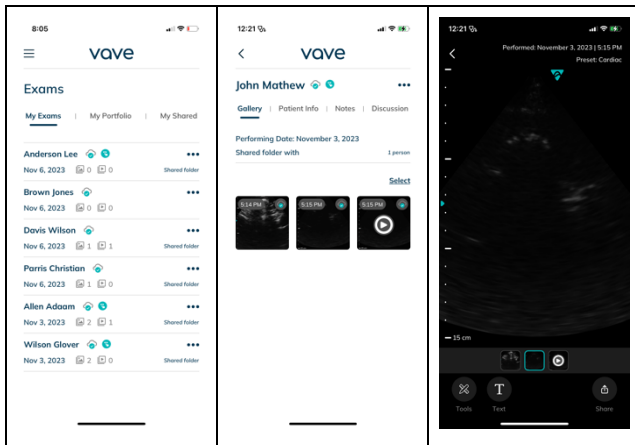 8:05
vave
Exams
My Exams | My Portfolio | My Shared
Anderson Lee
Nov 6, 2023 0 0 Shared folder
Brown Jones
Nov 6, 2023 0 0
Davis Wilson
Nov 6, 2023 1 1 Shared folder
Parris Christian
Nov 6, 2023 1 0 Shared folder
Allen Adaam
Nov 3, 2023 2 1 Shared folder
Wilson Glover
Nov 3, 2023 2 0 Shared folder
12:21
vave
John Mathew
Gallery | Patient Info | Notes | Discussion
Performing Date: November 3, 2023
Shared folder with 1 person
Select
5:14 PM 5:15 PM 5:15 PM
12:21
Performed: November 3, 2023 | 5:15 PM
Preset: Cardiac
15 cm
Tools Text Share